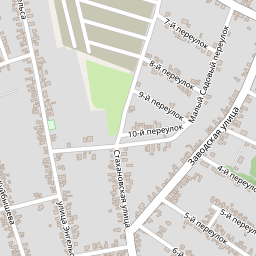 7-й переулок
8-й переулок
Малый Садовый переулок
9-й переулок
10-й переулок
Заводская улица
Стахановская улица
4-й переулок
5-й переулок
5-й
улица Энгельса